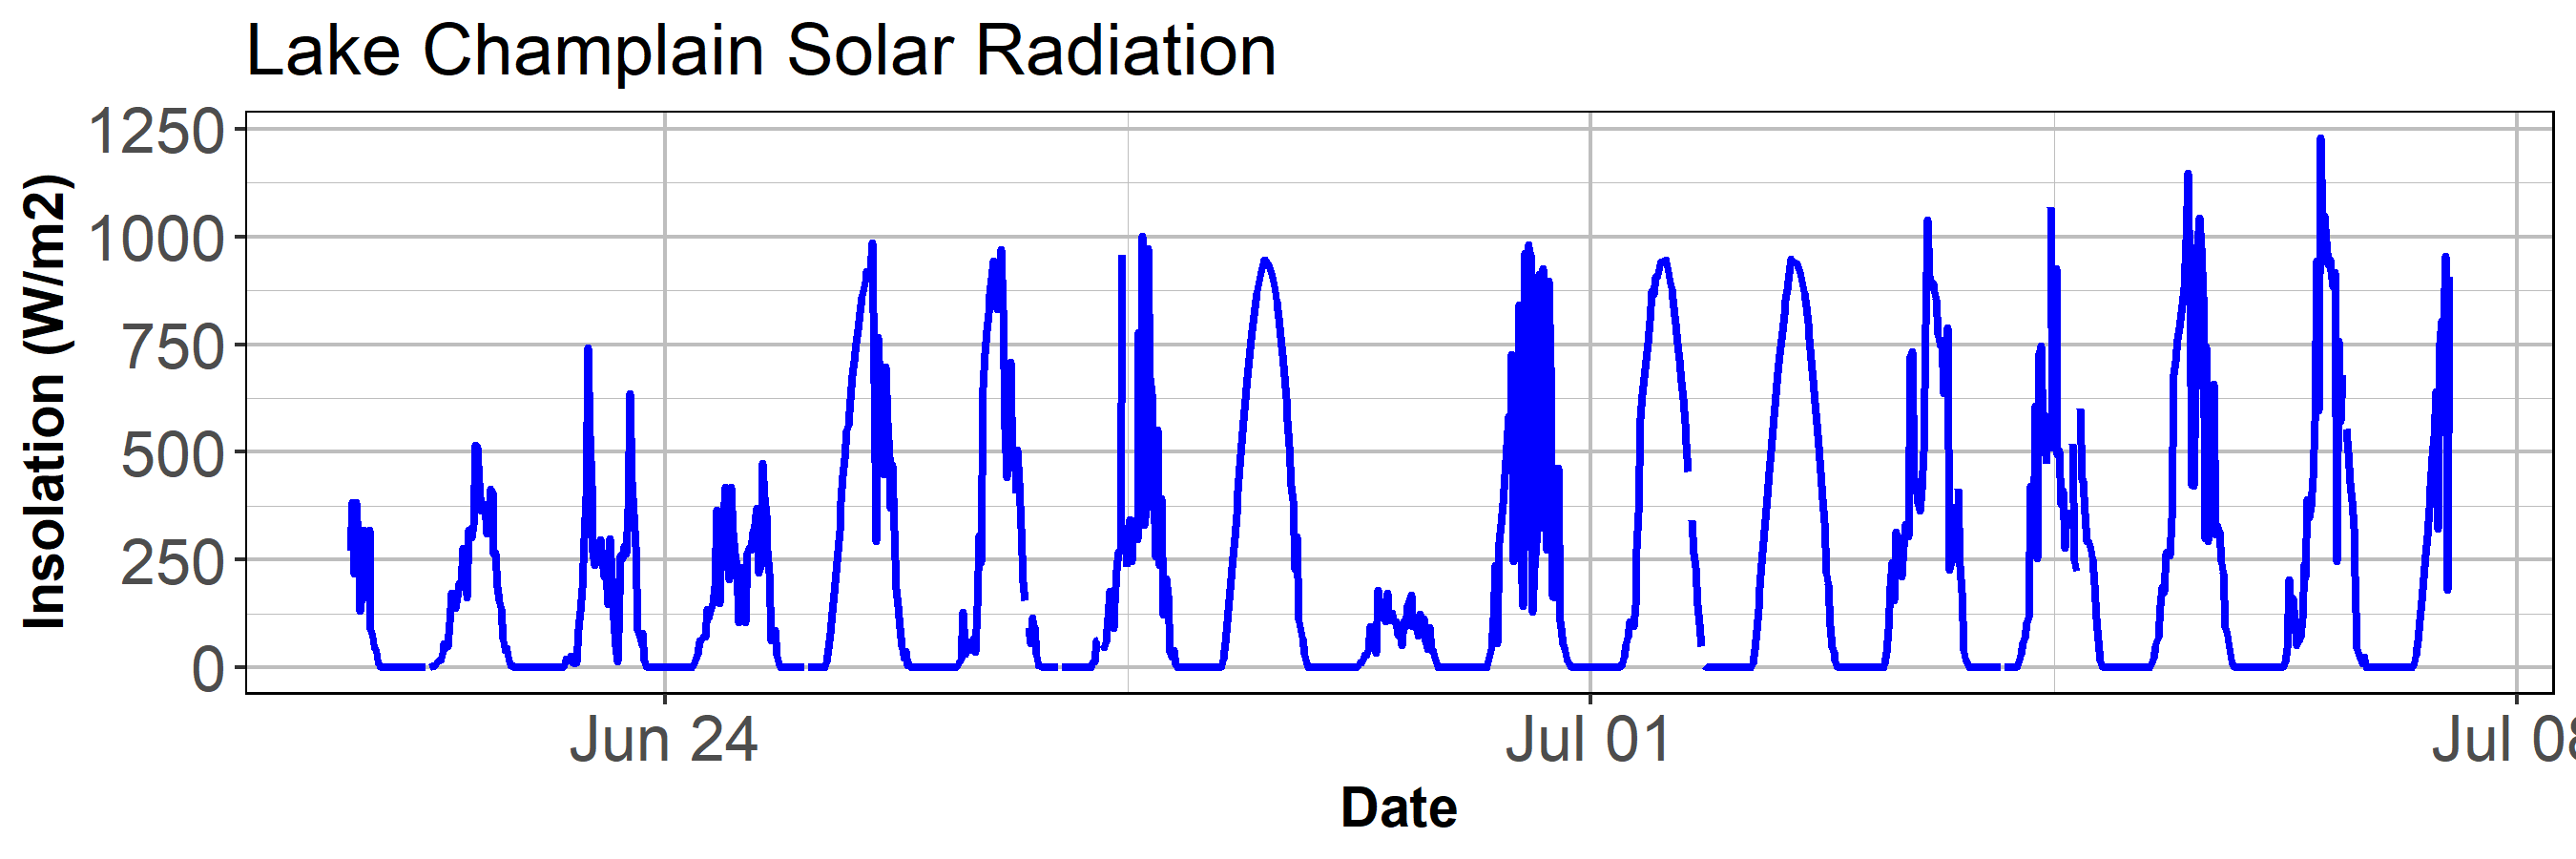 Lake Champlain Solar Radiation
1250
1000
750
500
250
0
Insolation (W/m2)
Jun 24
Jul 01
Jul 08
Date